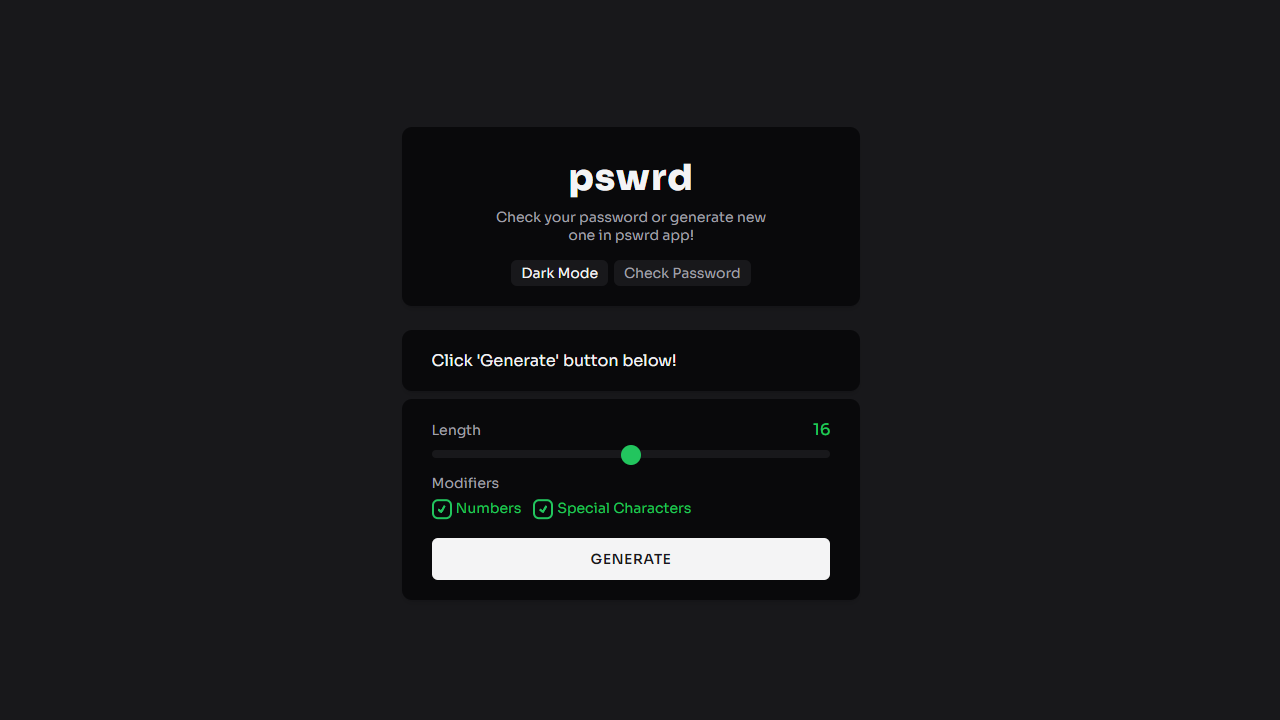 pswrd
Check your password or generate new
one in pswrd app!
Dark Mode Check Password
Click 'Generate' button below!
Length 16
Modifiers
Numbers Special Characters
GENERATE